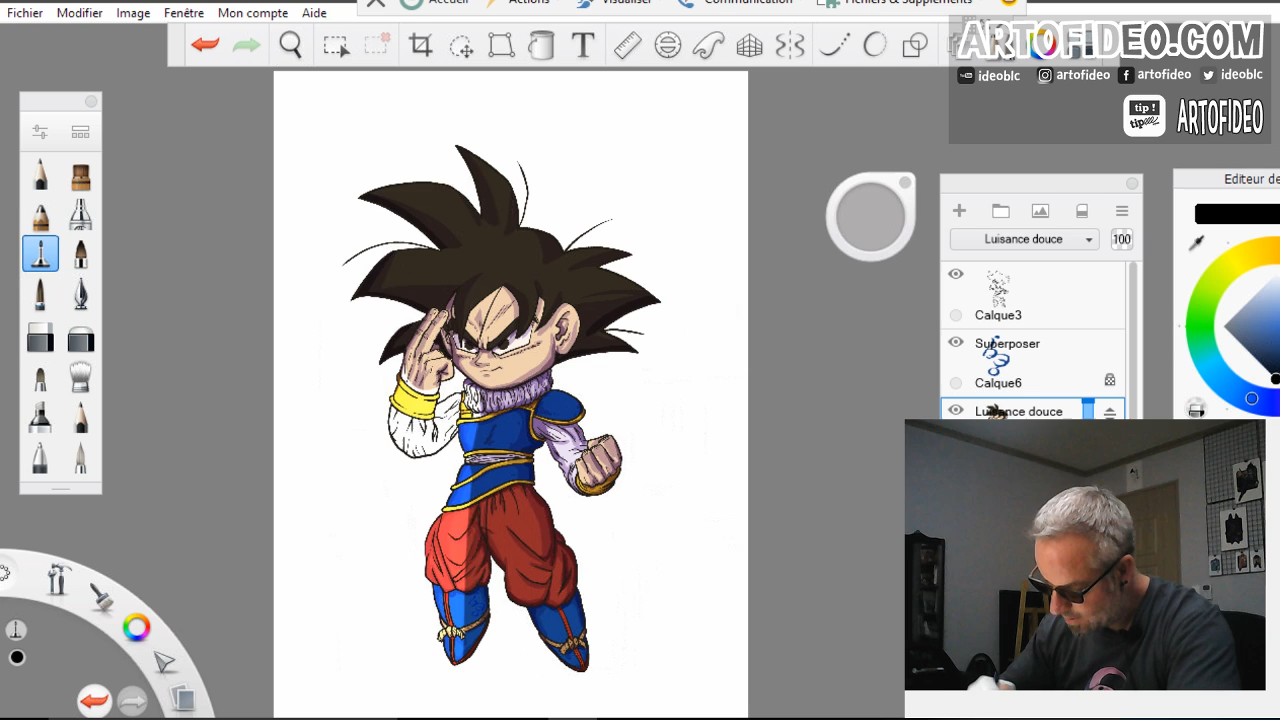 Accueil Actions Visualiser Communication Fichiers & Suppléments
Fichier Modifier Image Fenêtre Mon compte Aide
ARTOFIDEO.COM
ideoblc artofideo artofideo ideoblc
tip !
tip
ARTOFIDEO
T
Editeur de
Luisance douce 100
Calque3
Superposer
Calque6
Luisance douce